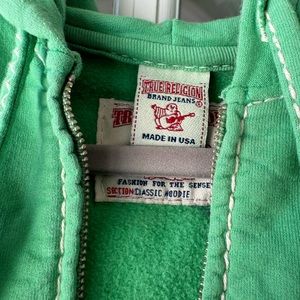 TRUE RELIGION
BRAND JEANS
MADE IN USA
FASHION FOR THE SENSES
SECTION CLASSIC HOODIE